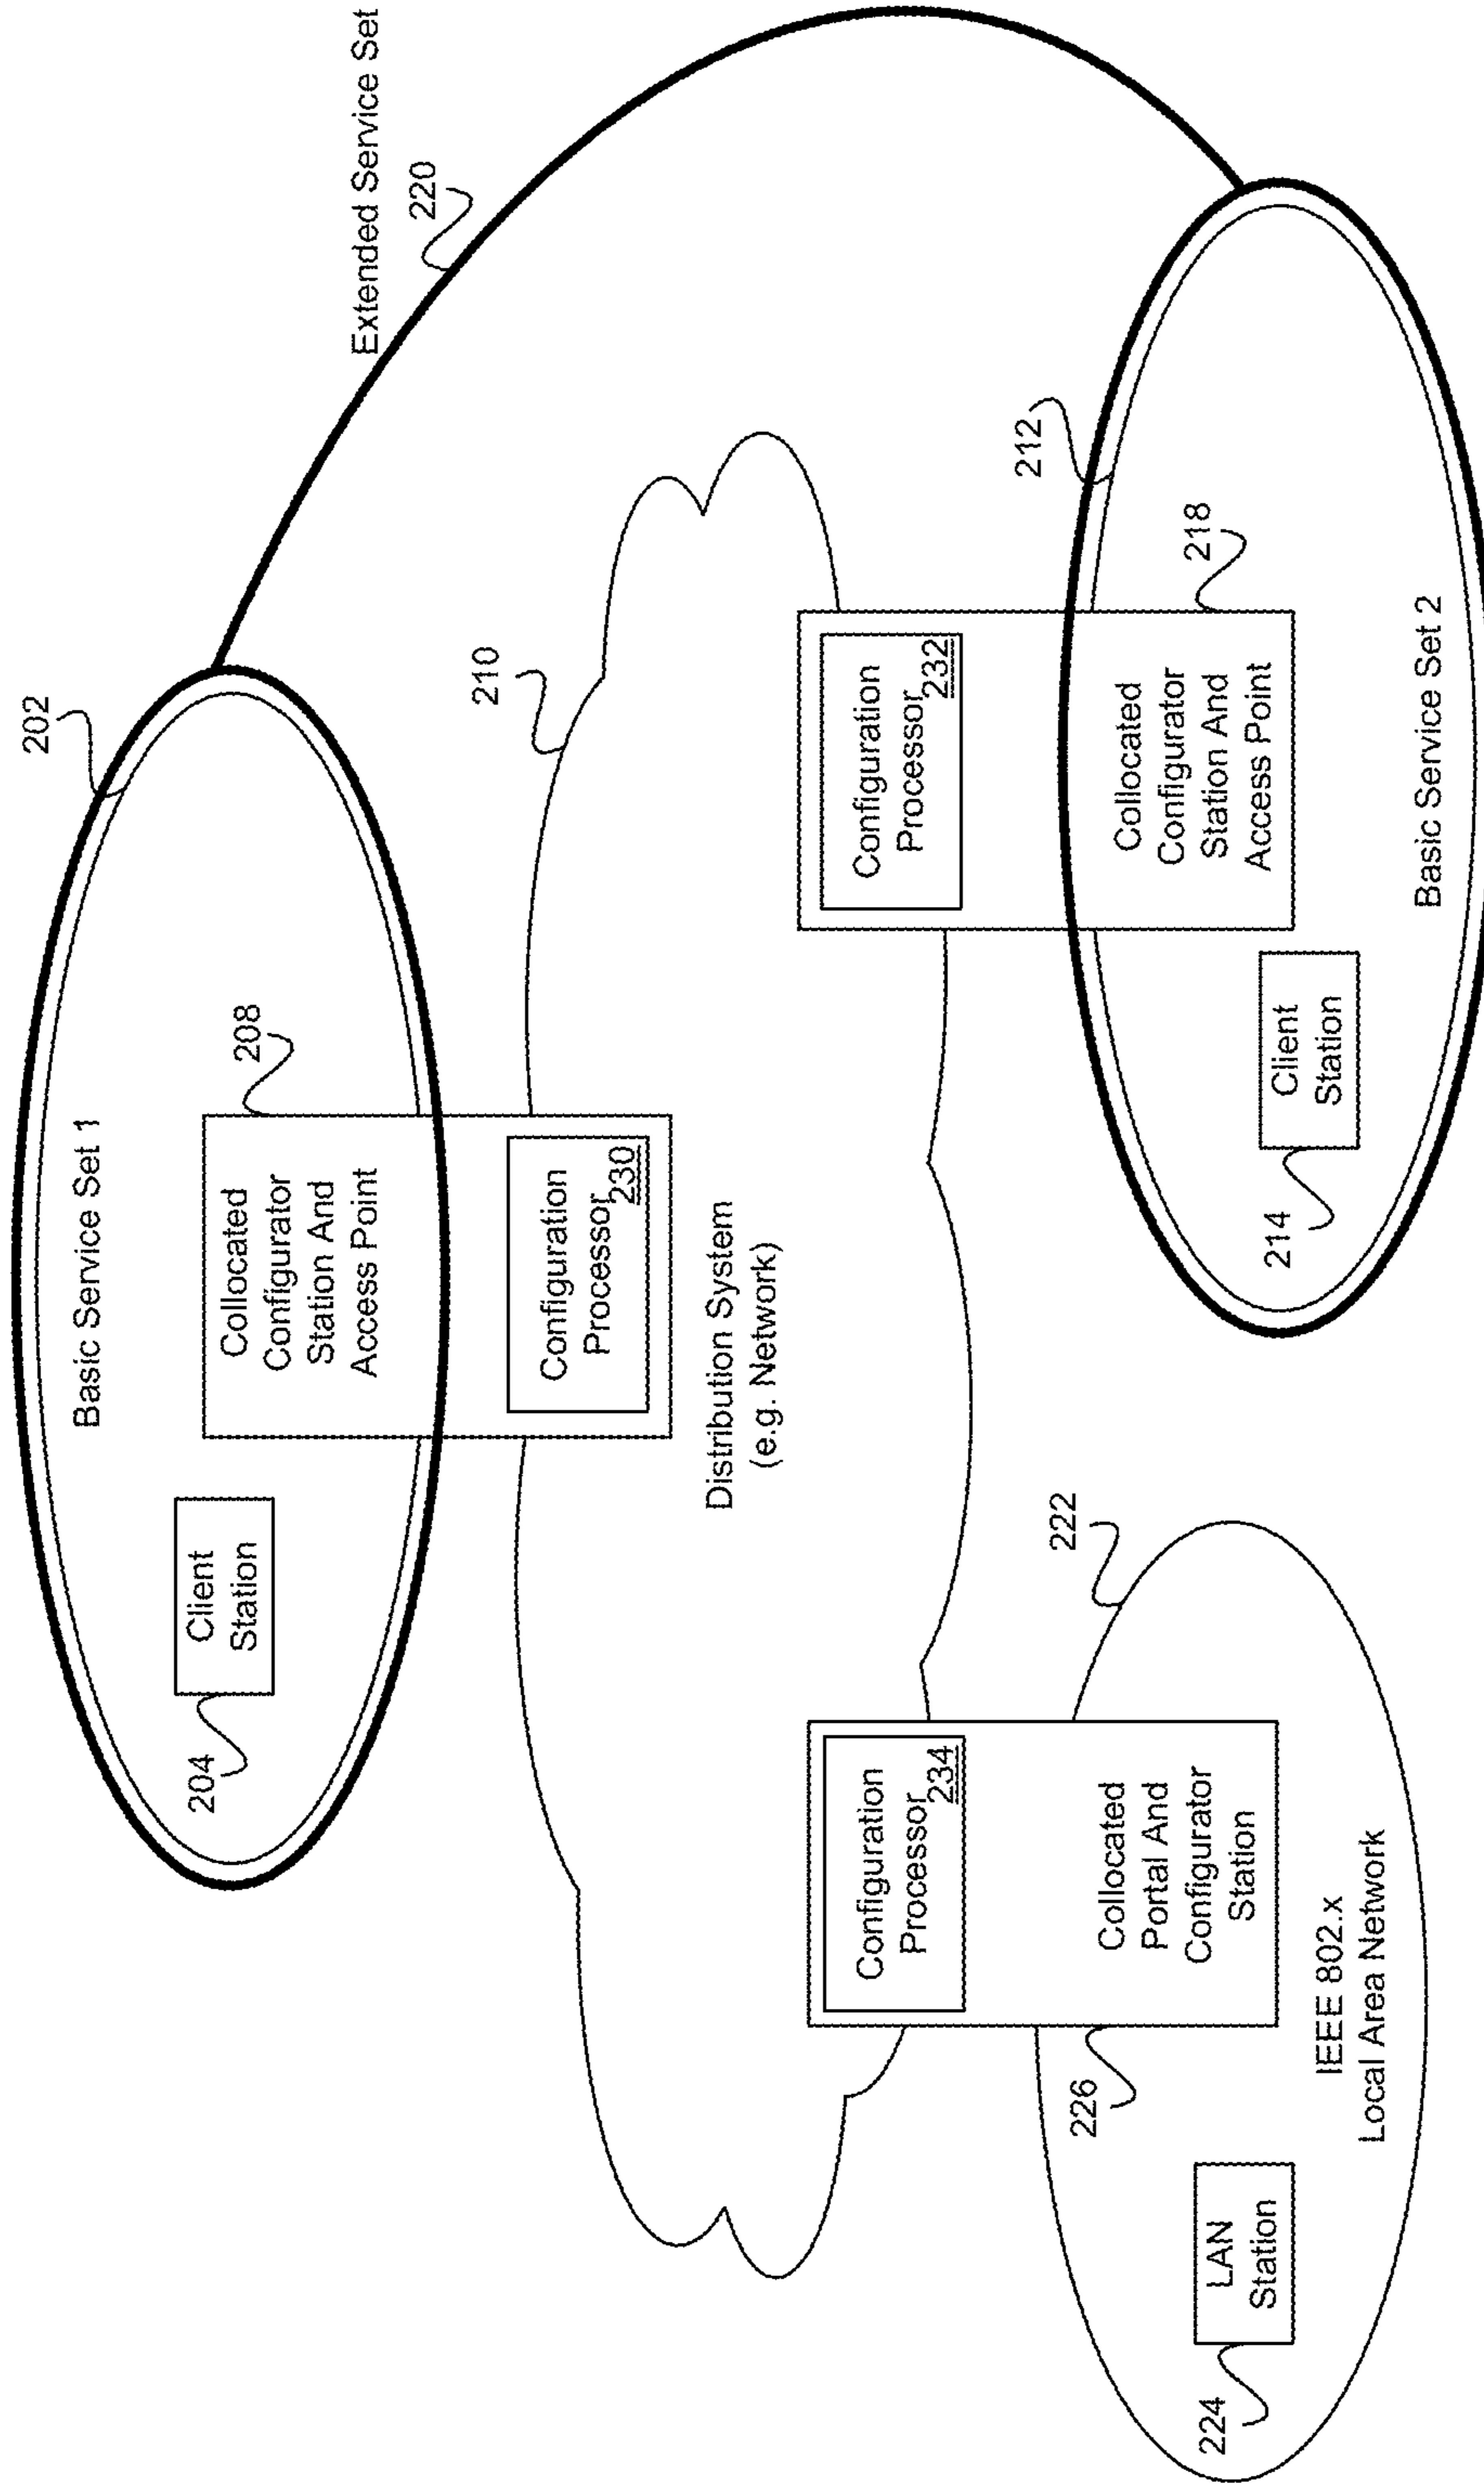 202
Basic Service Set 1
204
Client
Station
Collocated
Configurator
Station And
Access Point
208
Configuration
Processor
230
Extended Service Set
220
210
Distribution System
(e.g. Network)
Configuration
Processor
234
Collocated
Portal And
Configurator
Station
226
222
IEEE 802.x
Local Area Network
LAN
Station
224
Configuration
Processor
232
Collocated
Configurator
Station And
Access Point
218
212
Client
Station
214
Basic Service Set 2